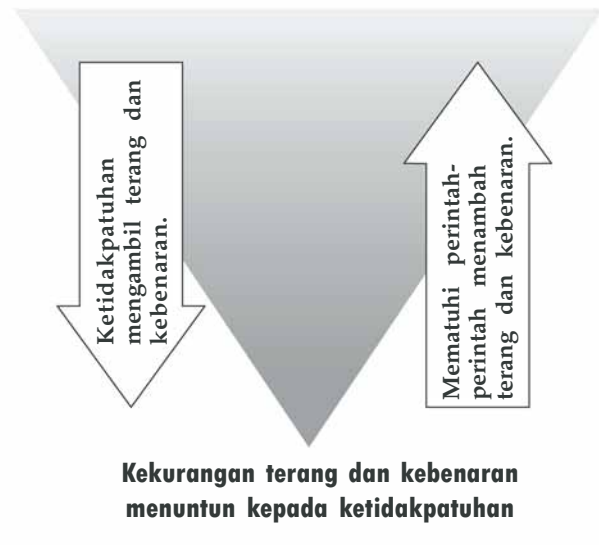 Ketidakpatuhan
mengambil terang dan
kebenaran.
Mematuhi perintah-
perintah menambah
terang dan kebenaran.
Kekurangan terang dan kebenaran
menuntun kepada ketidakpatuhan